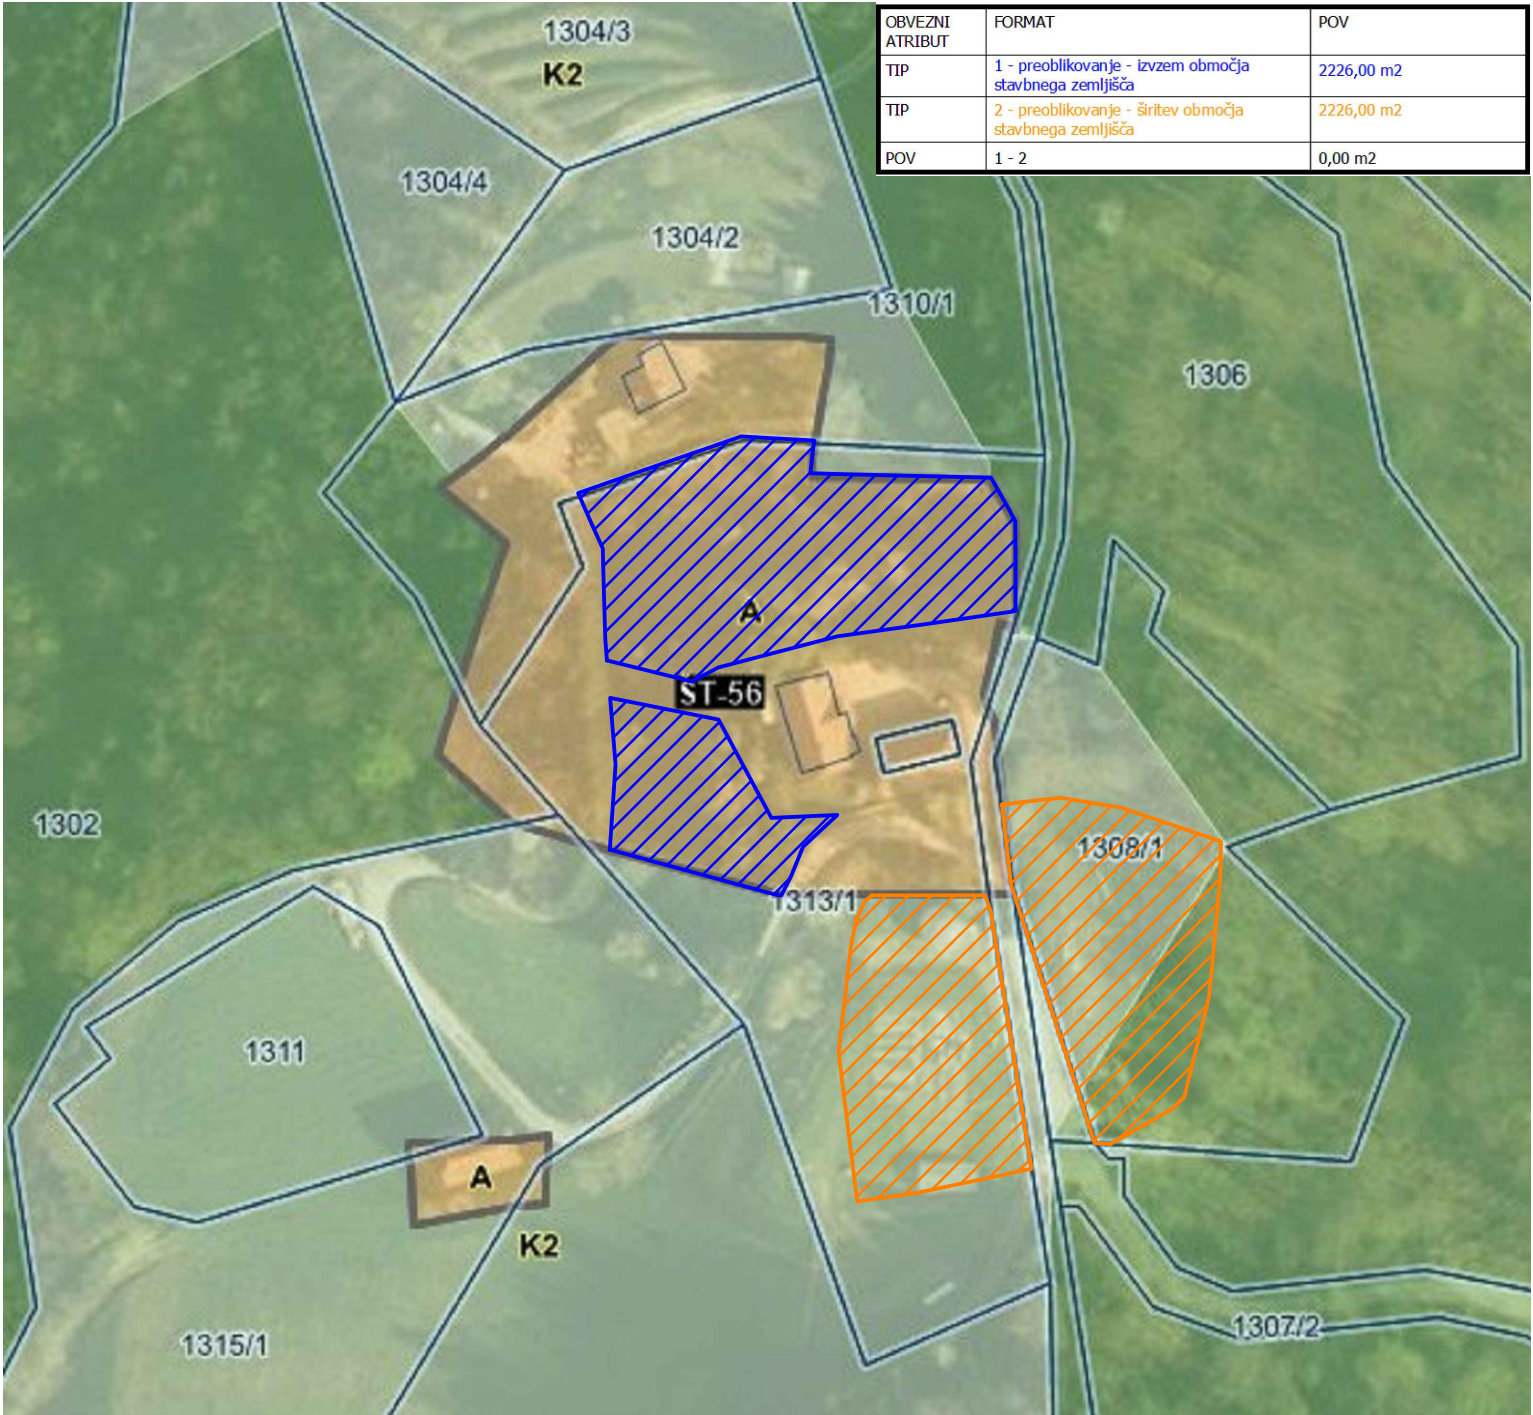 OBVEZNI ATRIBUT FORMAT POV
TIP 1 - preoblikovanje - izvzem območja stavbnega zemljišča 2226,00 m2
TIP 2 - preoblikovanje - širitev območja stavbnega zemljišča 2226,00 m2
POV 1 - 2 0,00 m2
1304/3
K2
1304/4
1304/2
1310/1
1306
A
ŠT-56
1302
1308/1
1313/1
1311
A
K2
1307/2
1315/1